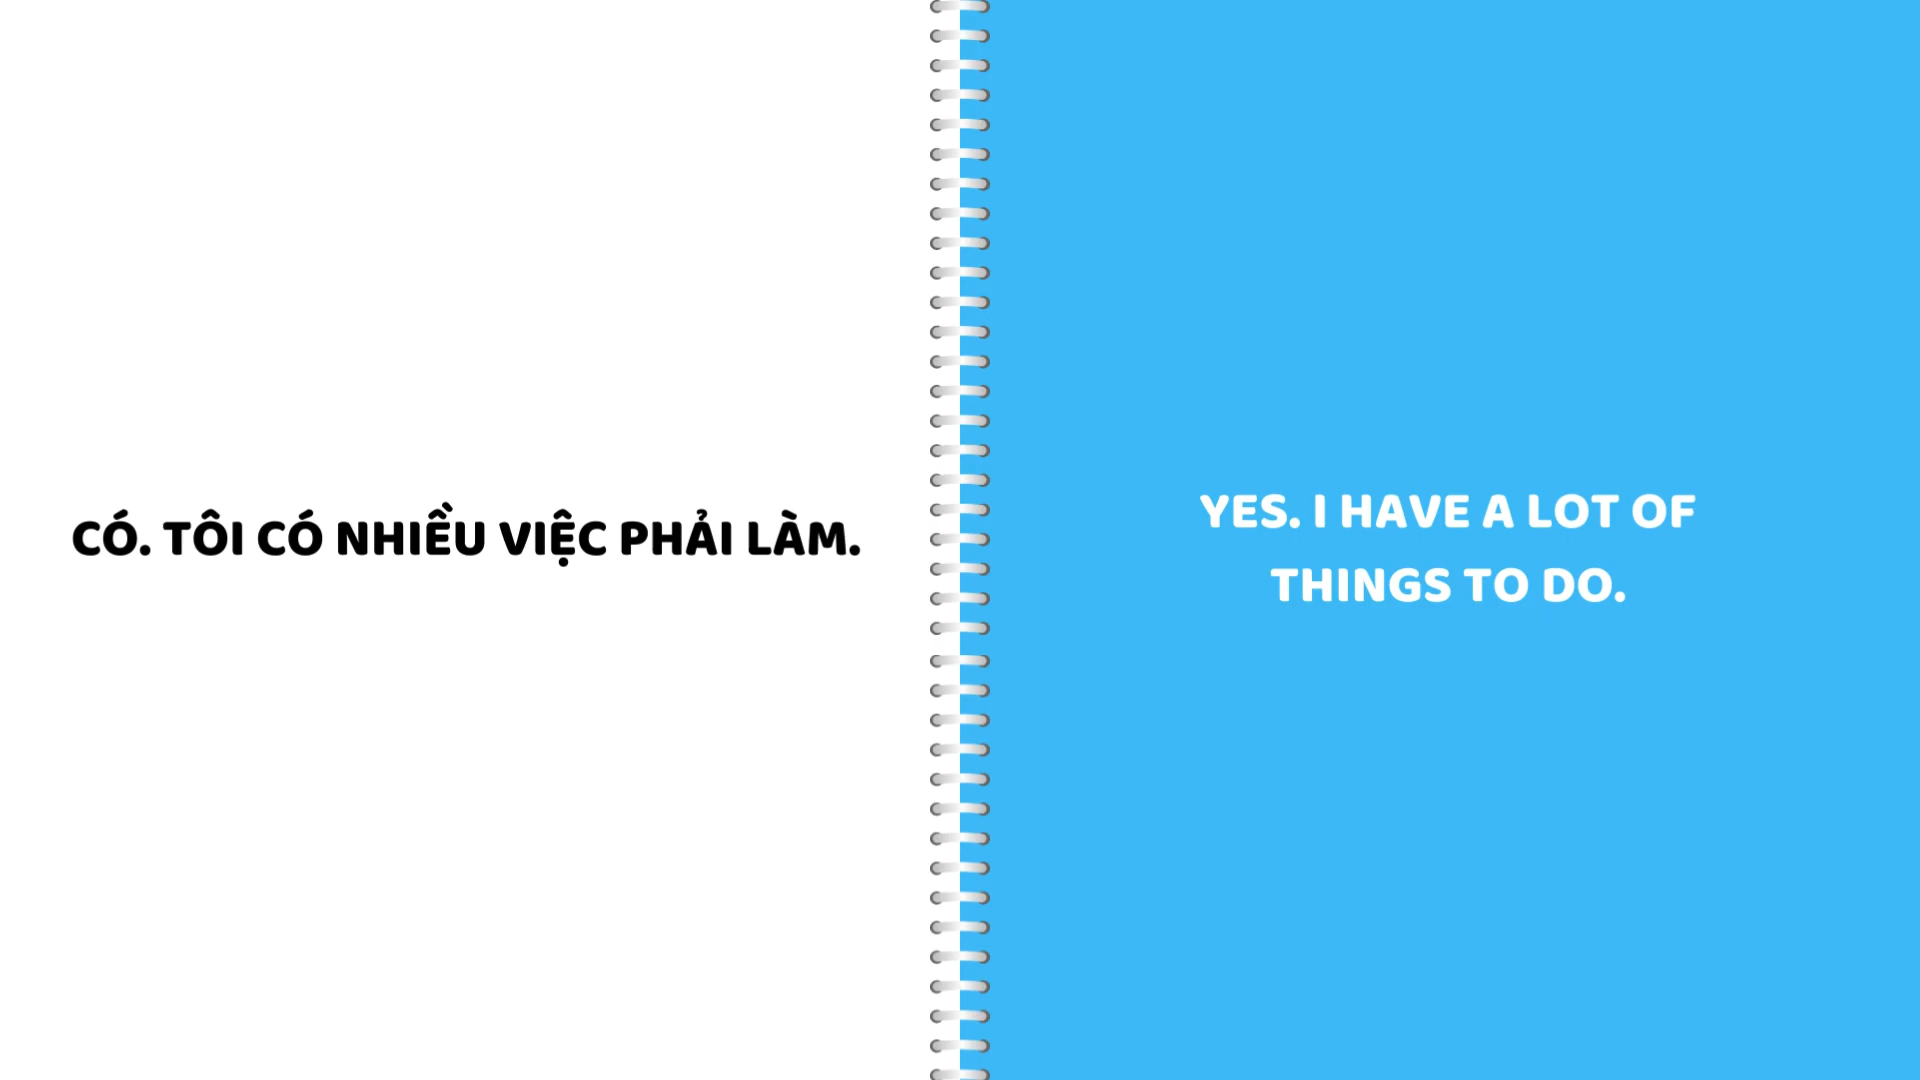 CÓ. TÔI CÓ NHIỀU VIỆC PHẢI LÀM.
YES. I HAVE A LOT OF
THINGS TO DO.